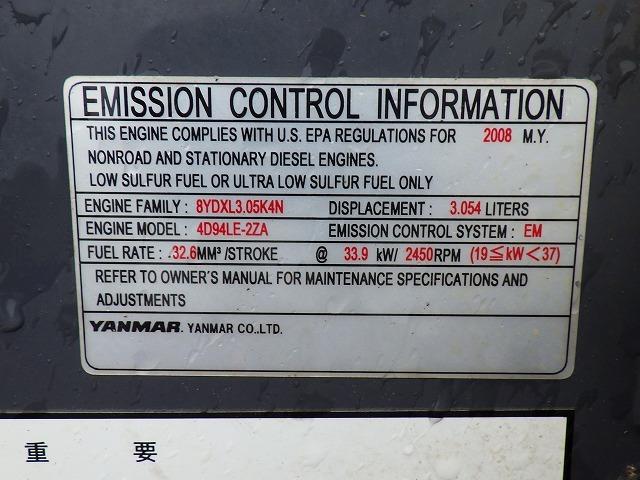 EMISSION CONTROL INFORMATION
THIS ENGINE COMPLIES WITH U.S. EPA REGULATIONS FOR 2008 M.Y.
NONROAD AND STATIONARY DIESEL ENGINES.
LOW SULFUR FUEL OR ULTRA LOW SULFUR FUEL ONLY
ENGINE FAMILY : 8YDXL3.05K4N DISPLACEMENT : 3.054 LITERS
ENGINE MODEL : 4D94LE-2ZA EMISSION CONTROL SYSTEM : EM
FUEL RATE : 32.6MM³/STROKE @ 33.9 kW/ 2450RPM (19≦kW<37)
REFER TO OWNER'S MANUAL FOR MAINTENANCE SPECIFICATIONS AND
ADJUSTMENTS
YANMAR. YANMAR CO.,LTD.
重 要